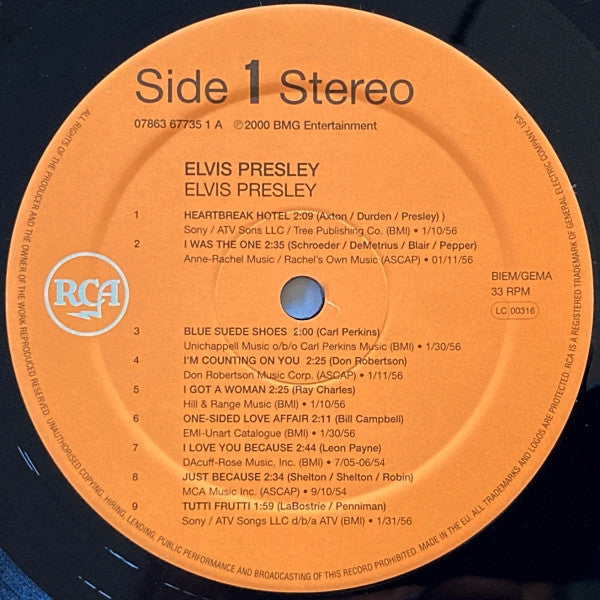 Side 1 Stereo
07863 67735 1 A ℗2000 BMG Entertainment
ELVIS PRESLEY
ELVIS PRESLEY
1 HEARTBREAK HOTEL 2:09 (Axton / Durden / Presley) )
Sony / ATV Sons LLC / Tree Publishing Co. (BMI) • 1/10/56
2 I WAS THE ONE 2:35 (Schroeder / DeMetrius / Blair / Pepper)
Anne-Rachel Music / Rachel's Own Music (ASCAP) • 01/11/56
RCA
BIEM/GEMA
33 RPM
LC 00316
3 BLUE SUEDE SHOES 2:00 (Carl Perkins)
Unichappell Music o/b/o Carl Perkins Music (BMI) • 1/30/56
4 I'M COUNTING ON YOU 2:25 (Don Robertson)
Don Robertson Music Corp. (ASCAP) • 1/11/56
5 I GOT A WOMAN 2:25 (Ray Charles)
Hill & Range Music (BMI) • 1/10/56
6 ONE-SIDED LOVE AFFAIR 2:11 (Bill Campbell)
EMI-Unart Catalogue (BMI) • 1/30/56
7 I LOVE YOU BECAUSE 2:44 (Leon Payne)
DAcuff-Rose Music, Inc. (BMI) • 7/05-06/54
8 JUST BECAUSE 2:34 (Shelton / Shelton / Robin)
MCA Music Inc. (ASCAP) • 9/10/54
9 TUTTI FRUTTI 1:59 (LaBostrie / Penniman)
Sony / ATV Songs LLC d/b/a ATV (BMI) • 1/31/56
ALL RIGHTS OF THE PRODUCER AND THE OWNER OF THE WORK REPRODUCED RESERVED. UNAUTHORISED COPYING, HIRING, LENDING, PUBLIC PERFORMANCE AND BROADCASTING OF THIS RECORD PROHIBITED. MADE IN THE EU. ALL TRADEMARKS AND LOGOS ARE PROTECTED. RCA IS A REGISTERED TRADEMARK OF GENERAL ELECTRIC COMPANY, USA.